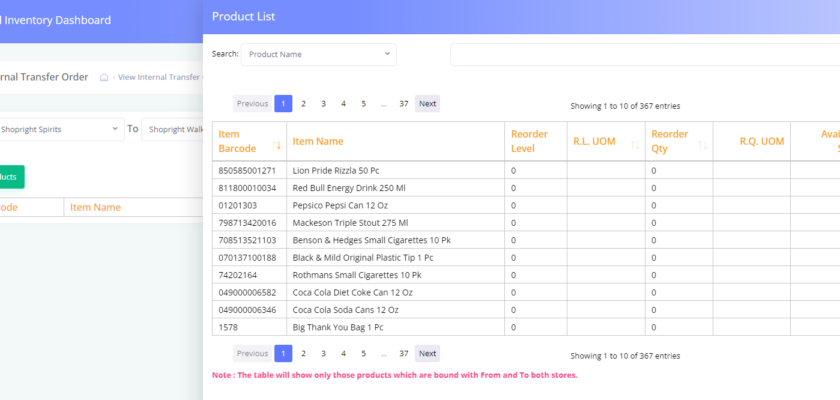 Inventory Dashboard
Product List
Search: Product Name
Transfer Order
View Internal Transfer
Shopright Spirits To Shopright
Previous 1 2 3 4 5 ... 37 Next
Showing 1 to 10 of 367 entries
Item Barcode Item Name Reorder Level R.L. UOM Reorder Qty R.Q. UOM
850585001271 Lion Pride Rizzla 50 Pc 0 0
811800010034 Red Bull Energy Drink 250 Ml 0 0
01201303 Pepsico Pepsi Can 12 Oz 0 0
798713420016 Mackeson Triple Stout 275 Ml 0 0
708513521103 Benson & Hedges Small Cigarettes 10 Pk 0 0
070137100188 Black & Mild Original Plastic Tip 1 Pc 0 0
74202164 Rothmans Small Cigarettes 10 Pk 0 0
049000006582 Coca Cola Diet Coke Can 12 Oz 0 0
049000006346 Coca Cola Soda Cans 12 Oz 0 0
1578 Big Thank You Bag 1 Pc 0 0
Item Name
Previous 1 2 3 4 5 ... 37 Next
Showing 1 to 10 of 367 entries
Note : The table will show only those products which are bound with From and To both stores.